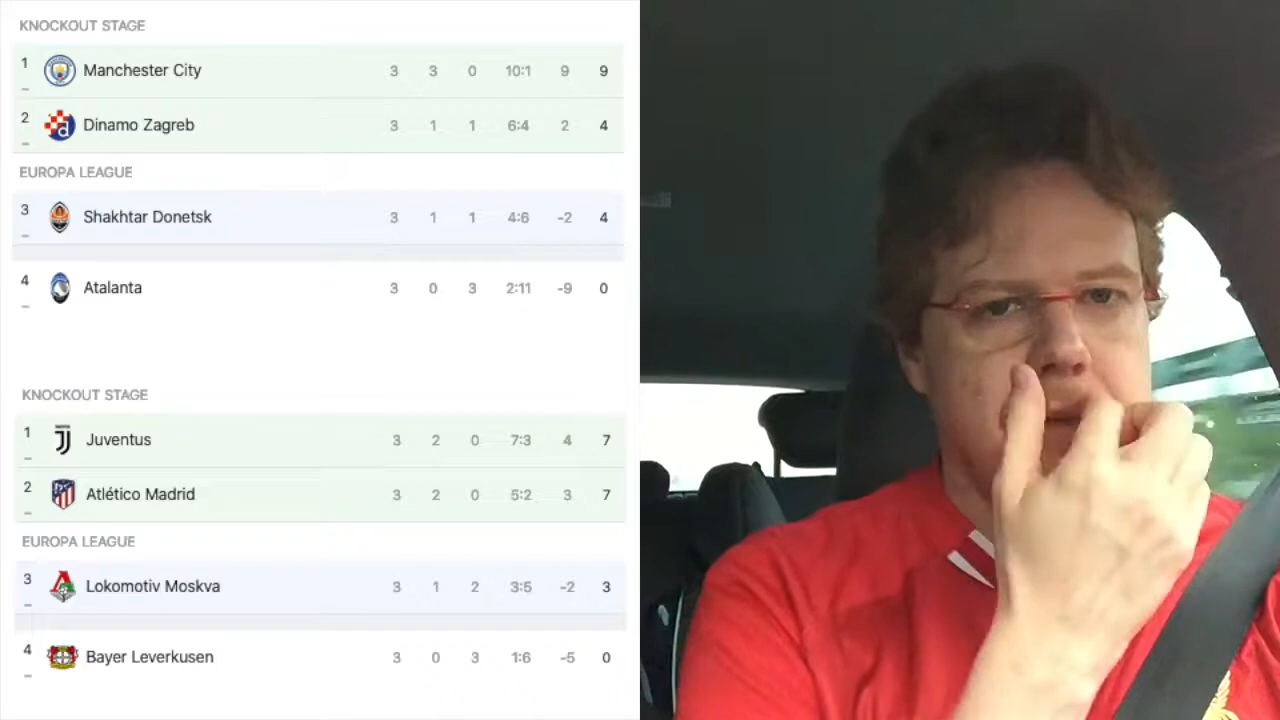 KNOCKOUT STAGE
1 Manchester City 3 3 0 10:1 9 9
2 Dinamo Zagreb 3 1 1 6:4 2 4
EUROPA LEAGUE
3 Shakhtar Donetsk 3 1 1 4:6 -2 4
4 Atalanta 3 0 3 2:11 -9 0
KNOCKOUT STAGE
1 Juventus 3 2 0 7:3 4 7
2 Atlético Madrid 3 2 0 5:2 3 7
EUROPA LEAGUE
3 Lokomotiv Moskva 3 1 2 3:5 -2 3
4 Bayer Leverkusen 3 0 3 1:6 -5 0